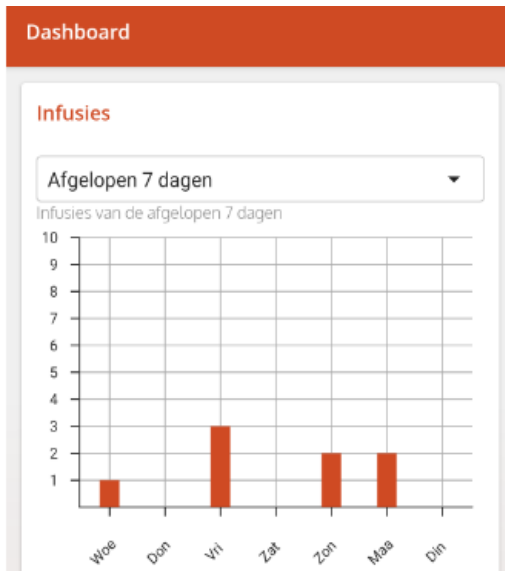 Dashboard
Infusies
Afgelopen 7 dagen
Infusies van de afgelopen 7 dagen
10
9
8
7
6
5
4
3
2
1
Woe Don Vri Zat Zon Maa Din